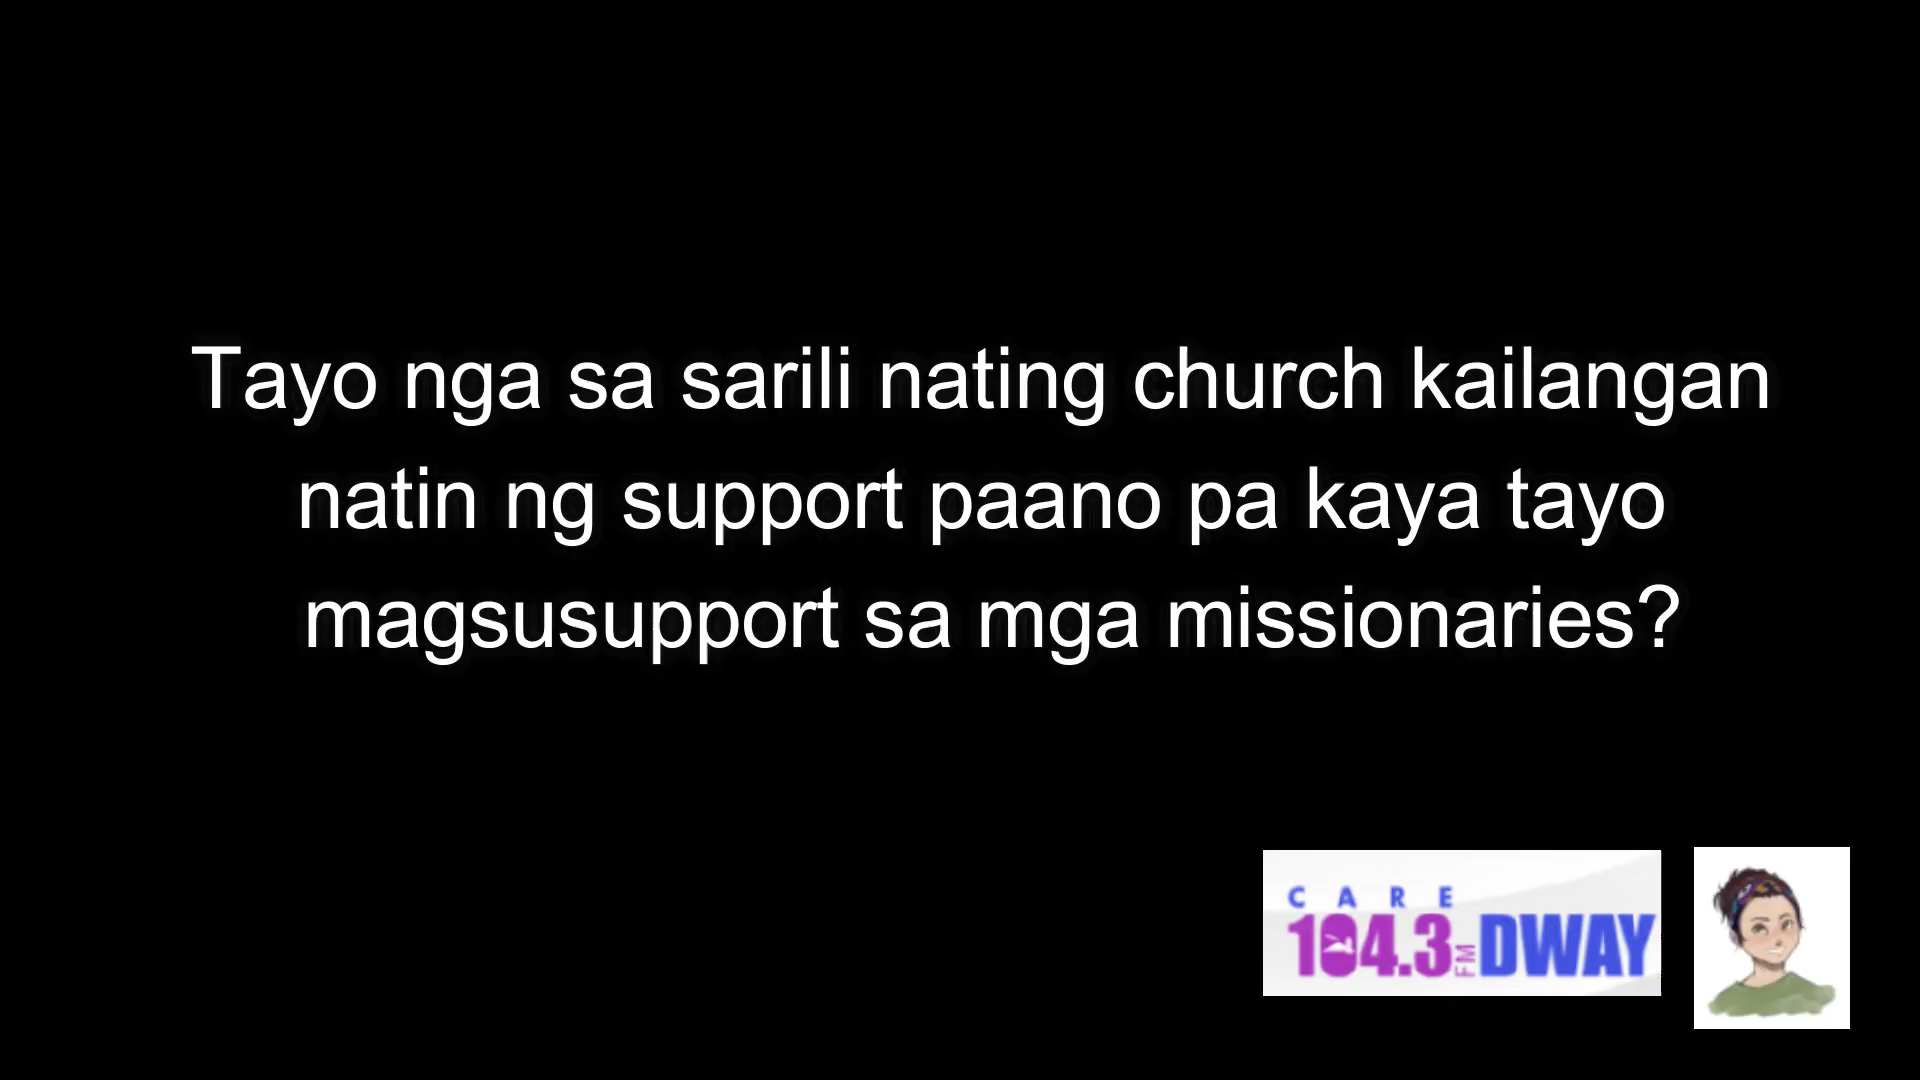 Tayo nga sa sarili nating church kailangan
natin ng support paano pa kaya tayo
magsusupport sa mga missionaries?
CARE
104.3 FM DWAY